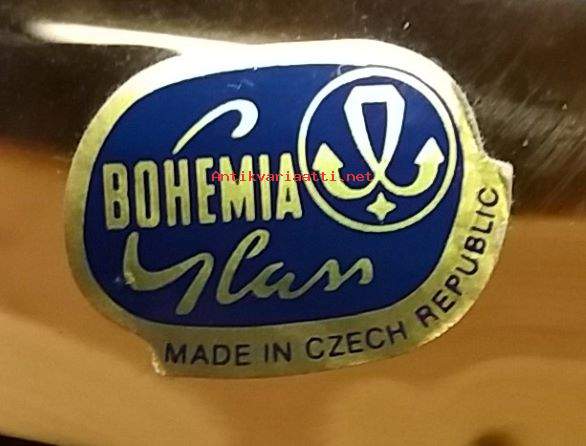 BOHEMIA
Glass
MADE IN CZECH REPUBLIC
Antikvariaatti.net